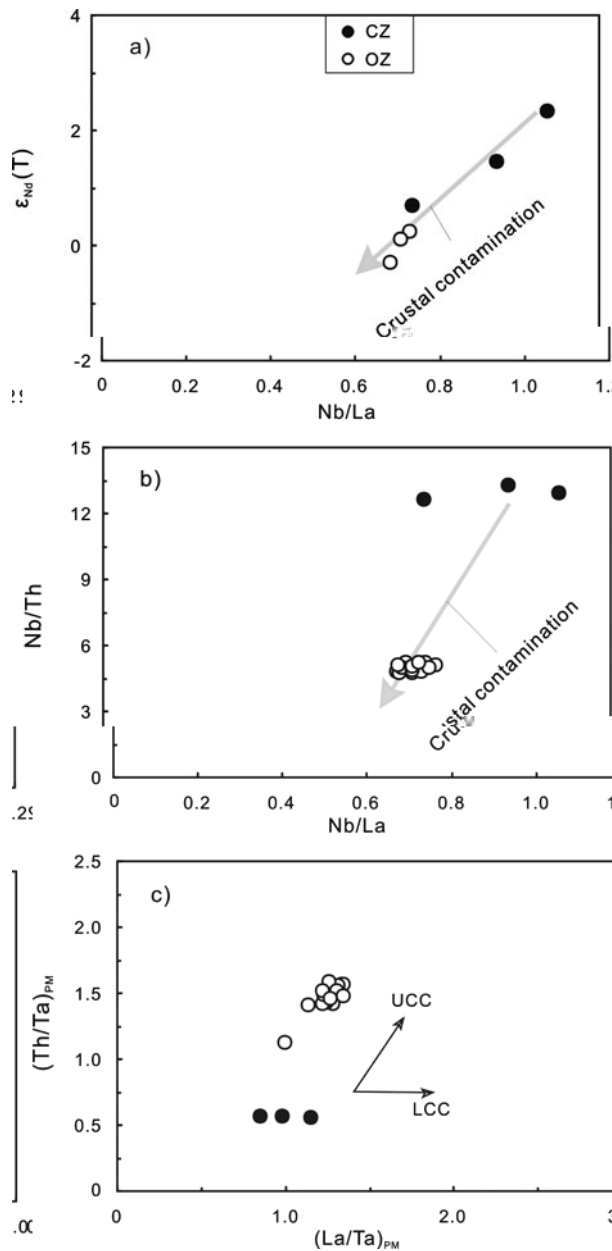 a)
CZ
OZ
4
2
0
-2
εNd(T)
Crustal contamination
0 0.2 0.4 0.6 0.8 1.0
Nb/La
b)
15
12
9
6
3
0
Nb/Th
Crustal contamination
.29
0 0.2 0.4 0.6 0.8 1.0 1
Nb/La
c)
2.5
2.0
1.5
1.0
0.5
0
(Th/Ta)PM
UCC
LCC
0 1.0 2 3
(La/Ta)PM